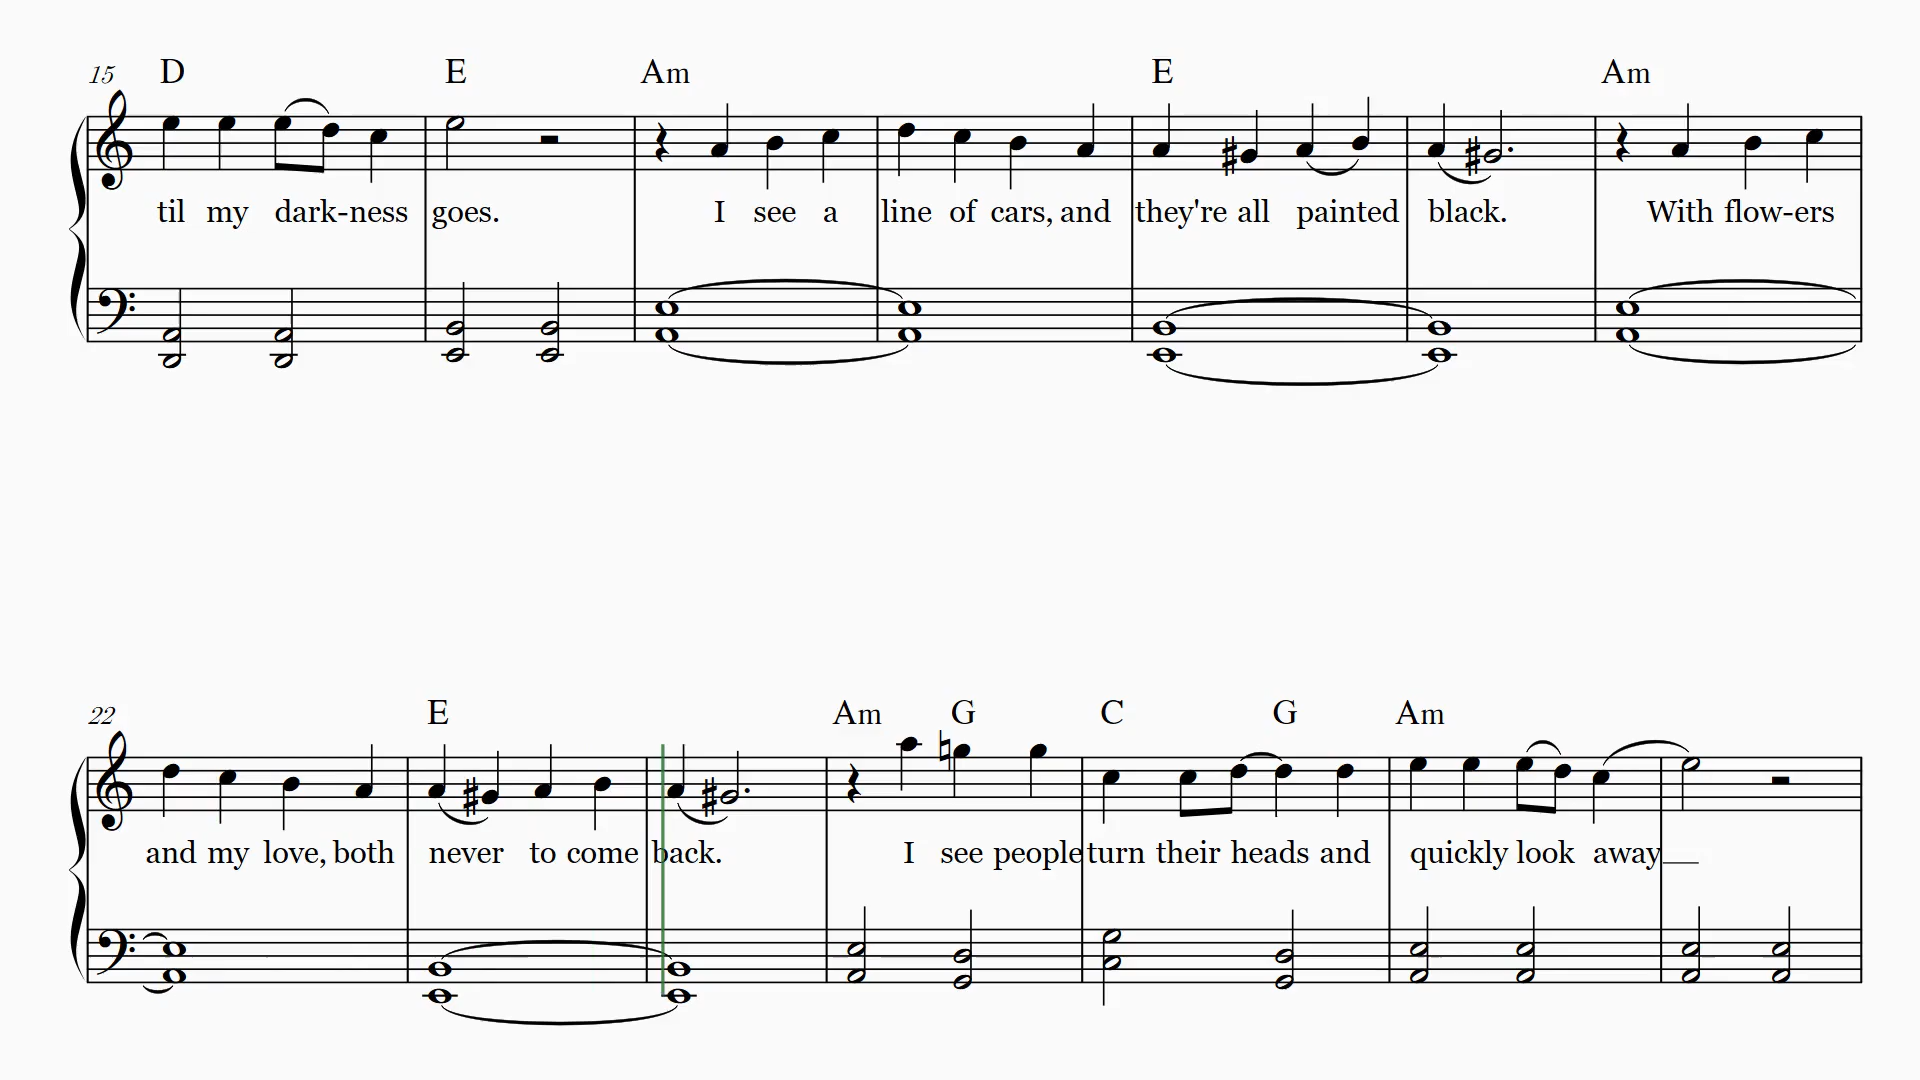 15 D E Am E Am
til my dark-ness goes. I see a line of cars, and they're all painted black. With flow-ers
22 E Am G C G Am
and my love, both never to come back. I see people turn their heads and quickly look away__